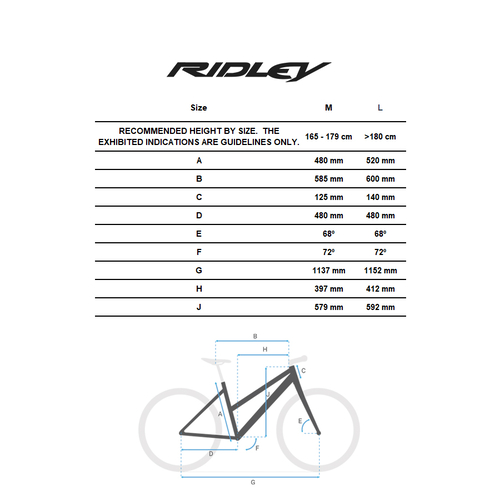 RIDLEY
Size M L
RECOMMENDED HEIGHT BY SIZE. THE
EXHIBITED INDICATIONS ARE GUIDELINES ONLY. 165 - 179 cm >180 cm
A 480 mm 520 mm
B 585 mm 600 mm
C 125 mm 140 mm
D 480 mm 480 mm
E 68º 68º
F 72º 72º
G 1137 mm 1152 mm
H 397 mm 412 mm
J 579 mm 592 mm
B
H
C
J
A
E
F
D
G